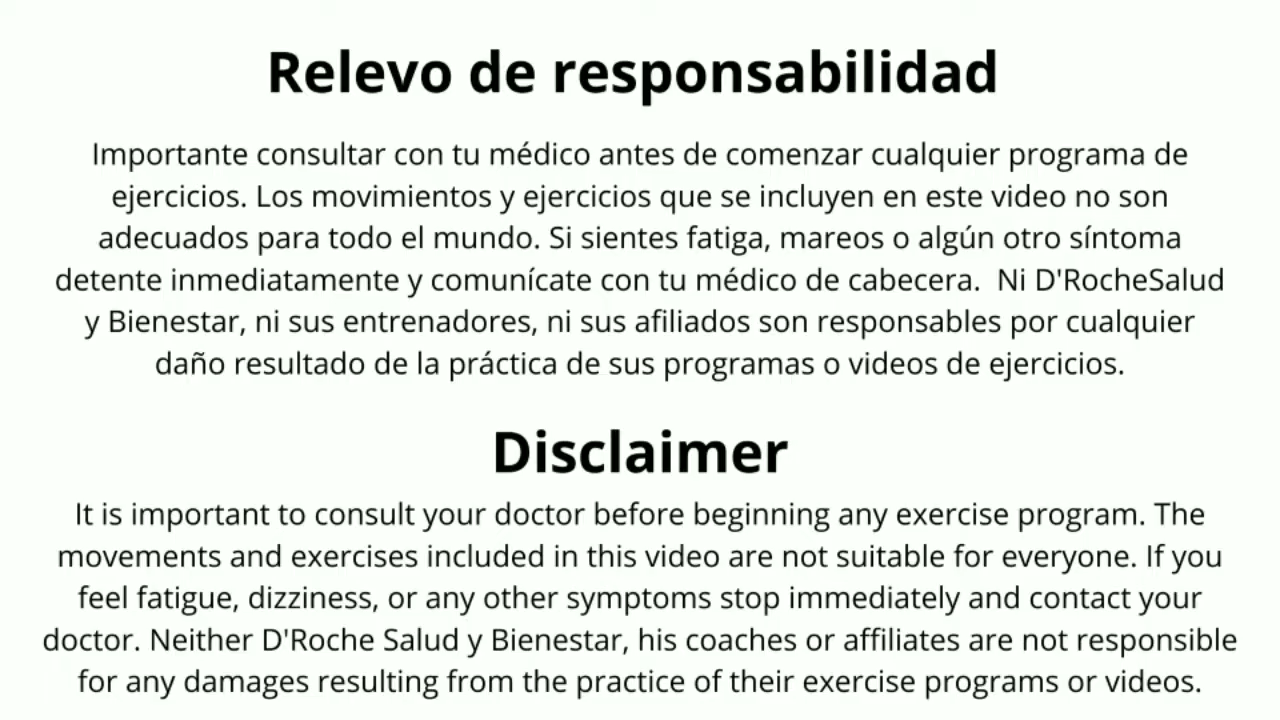 Relevo de responsabilidad
Importante consultar con tu médico antes de comenzar cualquier programa de
ejercicios. Los movimientos y ejercicios que se incluyen en este video no son
adecuados para todo el mundo. Si sientes fatiga, mareos o algún otro síntoma
detente inmediatamente y comunícate con tu médico de cabecera.  Ni D'RocheSalud
y Bienestar, ni sus entrenadores, ni sus afiliados son responsables por cualquier
daño resultado de la práctica de sus programas o videos de ejercicios.
Disclaimer
It is important to consult your doctor before beginning any exercise program. The
movements and exercises included in this video are not suitable for everyone. If you
feel fatigue, dizziness, or any other symptoms stop immediately and contact your
doctor. Neither D'Roche Salud y Bienestar, his coaches or affiliates are not responsible
for any damages resulting from the practice of their exercise programs or videos.